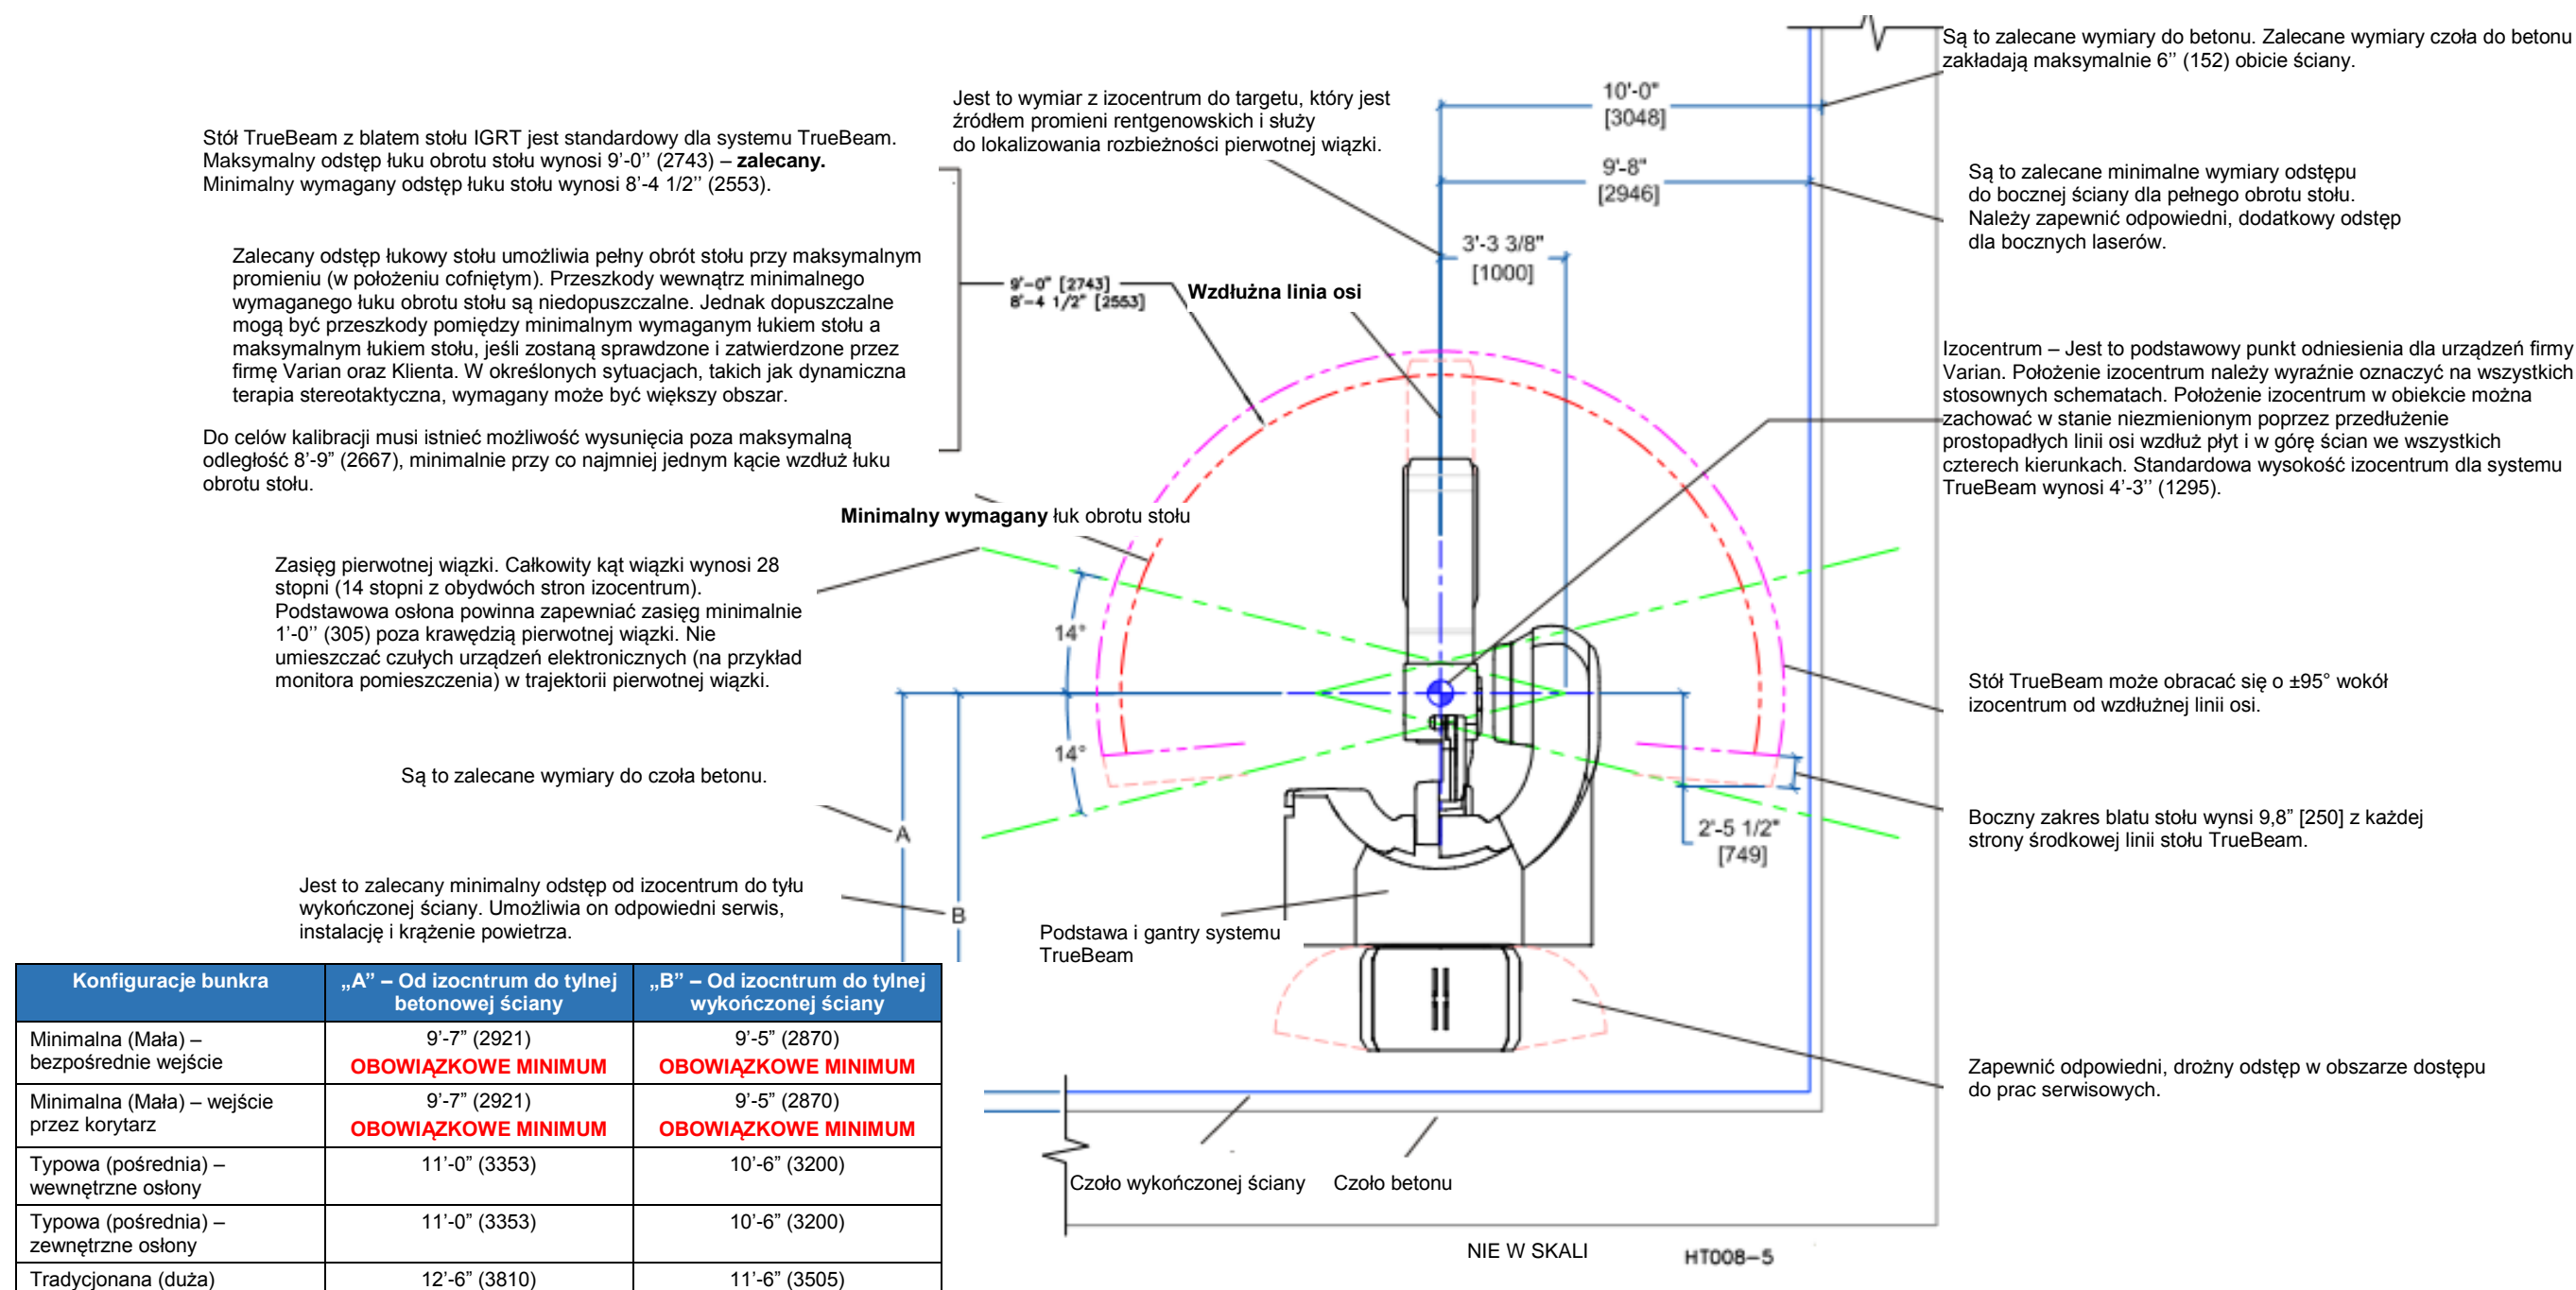 Stół TrueBeam z blatem stołu IGRT jest standardowy dla systemu TrueBeam.
Maksymalny odstęp łuku obrotu stołu wynosi 9’-0’’ (2743) – zalecany.
Minimalny wymagany odstęp łuku stołu wynosi 8’-4 1/2’’ (2553).
Zalecany odstęp łukowy stołu umożliwia pełny obrót stołu przy maksymalnym
promieniu (w położeniu cofniętym). Przeszkody wewnątrz minimalnego
wymaganego łuku obrotu stołu są niedopuszczalne. Jednak dopuszczalne
mogą być przeszkody pomiędzy minimalnym wymaganym łukiem stołu a
maksymalnym łukiem stołu, jeśli zostaną sprawdzone i zatwierdzone przez
firmę Varian oraz Klienta. W określonych sytuacjach, takich jak dynamiczna
terapia stereotaktyczna, wymagany może być większy obszar.
Do celów kalibracji musi istnieć możliwość wysunięcia poza maksymalną
odległość 8’-9” (2667), minimalnie przy co najmniej jednym kącie wzdłuż łuku
obrotu stołu.
Minimalny wymagany łuk obrotu stołu
Zasięg pierwotnej wiązki. Całkowity kąt wiązki wynosi 28
stopni (14 stopni z obydwóch stron izocentrum).
Podstawowa osłona powinna zapewniać zasięg minimalnie
1’-0’’ (305) poza krawędzią pierwotnej wiązki. Nie
umieszczać czułych urządzeń elektronicznych (na przykład
monitora pomieszczenia) w trajektorii pierwotnej wiązki.
Są to zalecane wymiary do czoła betonu.
Jest to zalecany minimalny odstęp od izocentrum do tyłu
wykończonej ściany. Umożliwia on odpowiedni serwis,
instalację i krążenie powietrza.
Jest to wymiar z izocentrum do targetu, który jest
źródłem promieni rentgenowskich i służy
do lokalizowania rozbieżności pierwotnej wiązki.
9'-0" [2743]
8'-4 1/2" [2553]
Wzdłużna linia osi
10'-0"
[3048]
9'-8"
[2946]
3'-3 3/8"
[1000]
14°
14°
A
B
2'-5 1/2"
[749]
Podstawa i gantry systemu
TrueBeam
Czoło wykończonej ściany
Czoło betonu
NIE W SKALI
HT008-5
Są to zalecane wymiary do betonu. Zalecane wymiary czoła do betonu
zakładają maksymalnie 6’’ (152) obicie ściany.
Są to zalecane minimalne wymiary odstępu
do bocznej ściany dla pełnego obrotu stołu.
Należy zapewnić odpowiedni, dodatkowy odstęp
dla bocznych laserów.
Izocentrum – Jest to podstawowy punkt odniesienia dla urządzeń firmy
Varian. Położenie izocentrum należy wyraźnie oznaczyć na wszystkich
stosownych schematach. Położenie izocentrum w obiekcie można
zachować w stanie niezmienionym poprzez przedłużenie
prostopadłych linii osi wzdłuż płyt i w górę ścian we wszystkich
czterech kierunkach. Standardowa wysokość izocentrum dla systemu
TrueBeam wynosi 4’-3’’ (1295).
Stół TrueBeam może obracać się o ±95° wokół
izocentrum od wzdłużnej linii osi.
Boczny zakres blatu stołu wynsi 9,8” [250] z każdej
strony środkowej linii stołu TrueBeam.
Zapewnić odpowiedni, drożny odstęp w obszarze dostępu
do prac serwisowych.
Konfiguracje bunkra
„A” – Od izocntrum do tylnej
betonowej ściany
„B” – Od izocntrum do tylnej
wykończonej ściany
Minimalna (Mała) –
bezpośrednie wejście
9’-7” (2921)
OBOWIĄZKOWE MINIMUM
9’-5” (2870)
OBOWIĄZKOWE MINIMUM
Minimalna (Mała) – wejście
przez korytarz
9’-7” (2921)
OBOWIĄZKOWE MINIMUM
9’-5” (2870)
OBOWIĄZKOWE MINIMUM
Typowa (pośrednia) –
wewnętrzne osłony
11’-0” (3353)
10’-6” (3200)
Typowa (pośrednia) –
zewnętrzne osłony
11’-0” (3353)
10’-6” (3200)
Tradycjonana (duża)
12’-6” (3810)
11’-6” (3505)